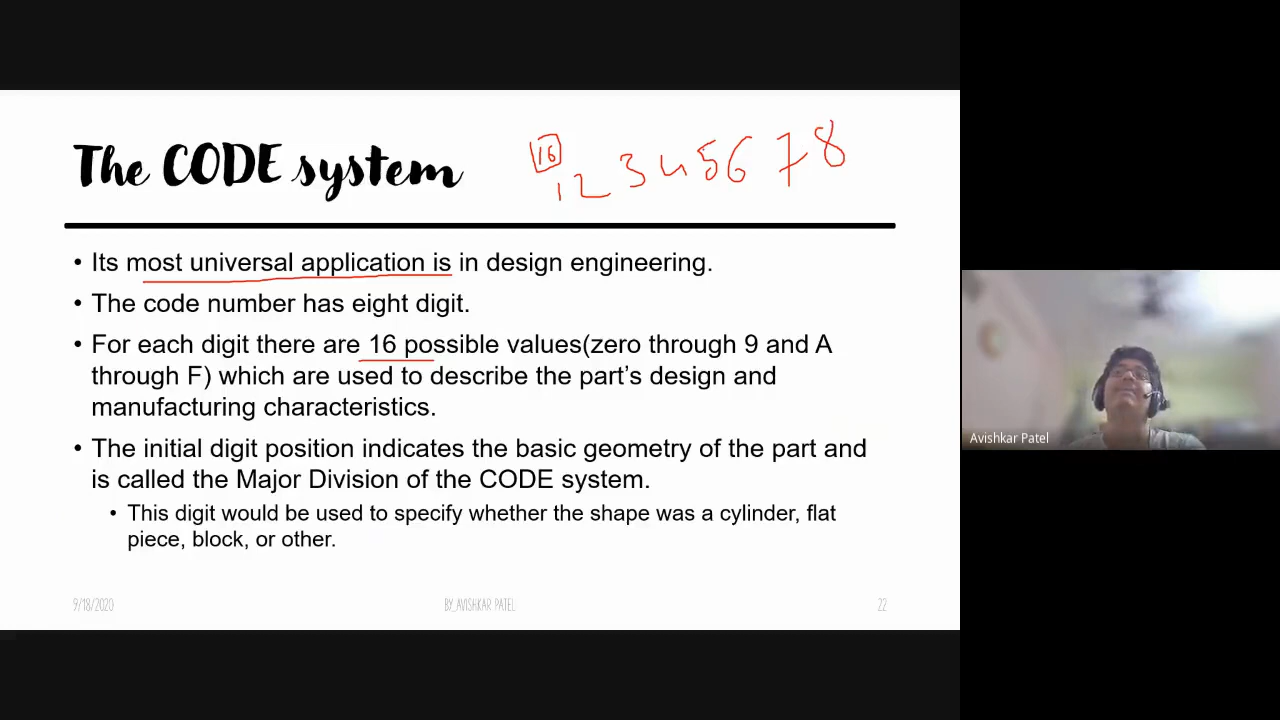 The CODE system
16
1 2 3 4 5 6 7 8
• Its most universal application is in design engineering.
• The code number has eight digit.
• For each digit there are 16 possible values(zero through 9 and A
through F) which are used to describe the part's design and
manufacturing characteristics.
• The initial digit position indicates the basic geometry of the part and
is called the Major Division of the CODE system.
• This digit would be used to specify whether the shape was a cylinder, flat
piece, block, or other.
9/18/2020
BY_AVISHKAR PATEL
22
Avishkar Patel